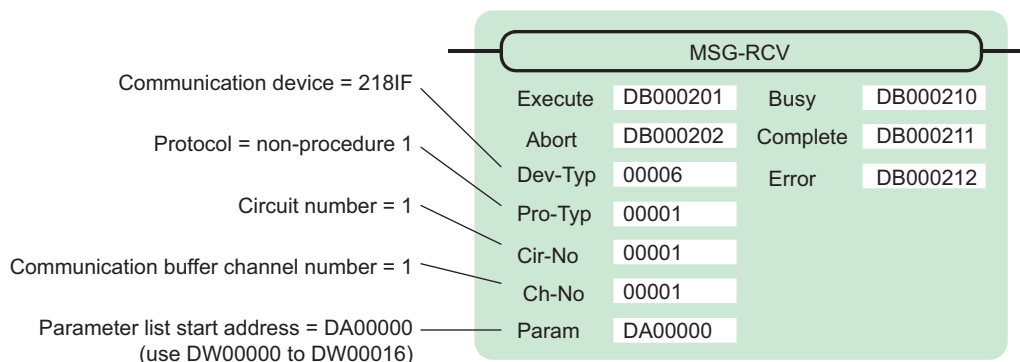 MSG-RCV
Communication device = 218IF
Protocol = non-procedure 1
Circuit number = 1
Communication buffer channel number = 1
Parameter list start address = DA00000
(use DW00000 to DW00016)
Execute DB000201 Busy DB000210
Abort DB000202 Complete DB000211
Dev-Typ 00006 Error DB000212
Pro-Typ 00001
Cir-No 00001
Ch-No 00001
Param DA00000